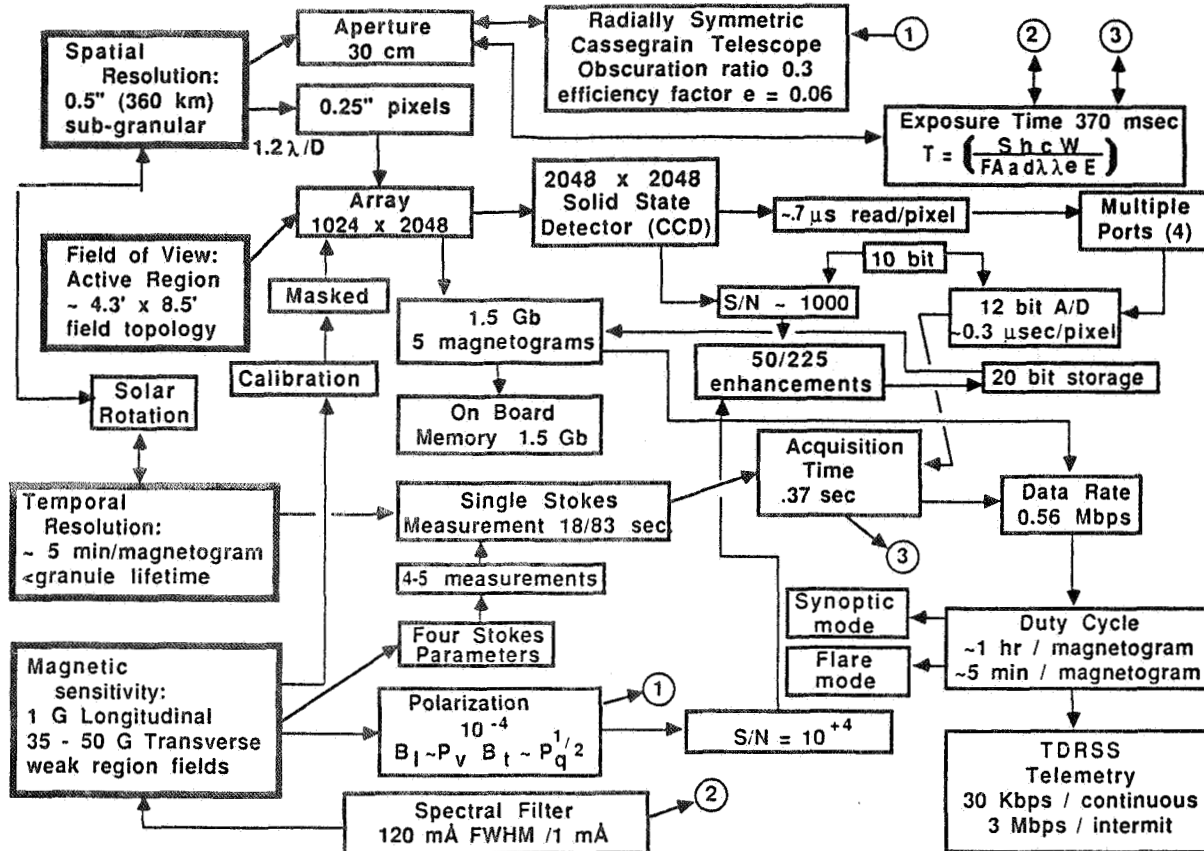 Spatial
Resolution:
0.5" (360 km)
sub-granular
Aperture
30 cm
Radially Symmetric
Cassegrain Telescope
Obscuration ratio 0.3
efficiency factor e = 0.06
1
2
3
0.25" pixels
1.2 λ/D
Exposure Time 370 msec
T = (S h c W / F A a d λ λ e E)
Array
1024 x 2048
2048 x 2048
Solid State
Detector (CCD)
~.7 μs read/pixel
Multiple
Ports (4)
Field of View:
Active Region
~ 4.3' x 8.5'
field topology
Masked
10 bit
S/N ~ 1000
12 bit A/D
~0.3 μsec/pixel
1.5 Gb
5 magnetograms
Calibration
50/225
enhancements
20 bit storage
Solar
Rotation
On Board
Memory 1.5 Gb
Acquisition
Time
.37 sec
Data Rate
0.56 Mbps
Temporal
Resolution:
~ 5 min/magnetogram
<granule lifetime
Single Stokes
Measurement 18/83 sec.
3
4-5 measurements
Synoptic
mode
Four Stokes
Parameters
Duty Cycle
~1 hr / magnetogram
~5 min / magnetogram
Flare
mode
Magnetic
sensitivity:
1 G Longitudinal
35 - 50 G Transverse
weak region fields
1
Polarization
10⁻⁴
B_l ~P_v B_t ~ P_q^1/2
S/N = 10⁺⁴
TDRSS
Telemetry
30 Kbps / continuous
3 Mbps / intermit
Spectral Filter
120 mÅ FWHM /1 mÅ
2